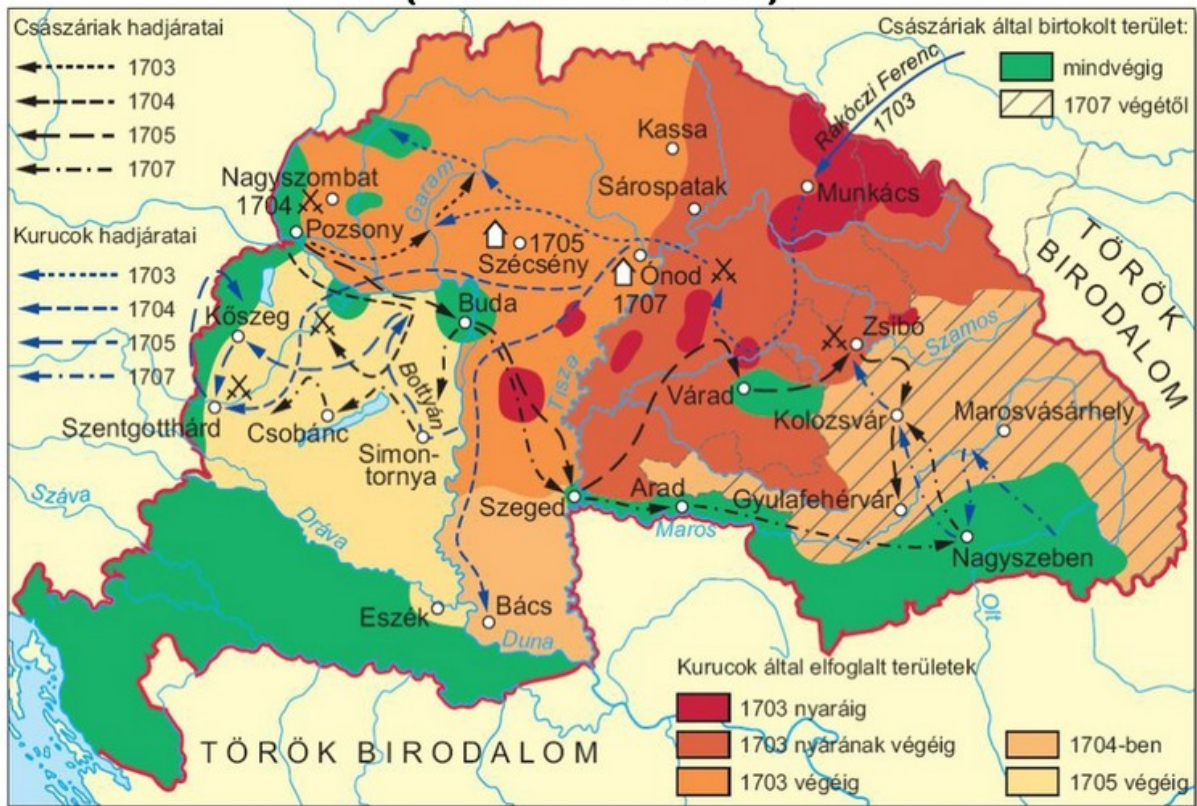 Császáriak hadjáratai
1703
1704
1705
1707
Kurucok hadjáratai
1703
1704
1705
1707
Császáriak által birtokolt terület:
mindvégig
1707 végétől
Rákóczi Ferenc
1703
Kassa
Sárospatak
Munkács
Nagyszombat
1704
Pozsony
Garam
1705
Szécsény
Ónod
1707
Buda
Kőszeg
Bottyán
Tisza
Zsibó
Szamos
TÖRÖK
BIRODALOM
Várad
Kolozsvár
Marosvásárhely
Szentgotthárd
Csobánc
Simon-
tornya
Száva
Dráva
Szeged
Arad
Maros
Gyulafehérvár
Nagyszeben
Olt
Eszék
Bács
Duna
TÖRÖK BIRODALOM
Kurucok által elfoglalt területek
1703 nyaráig
1703 nyarának végéig
1703 végéig
1704-ben
1705 végéig